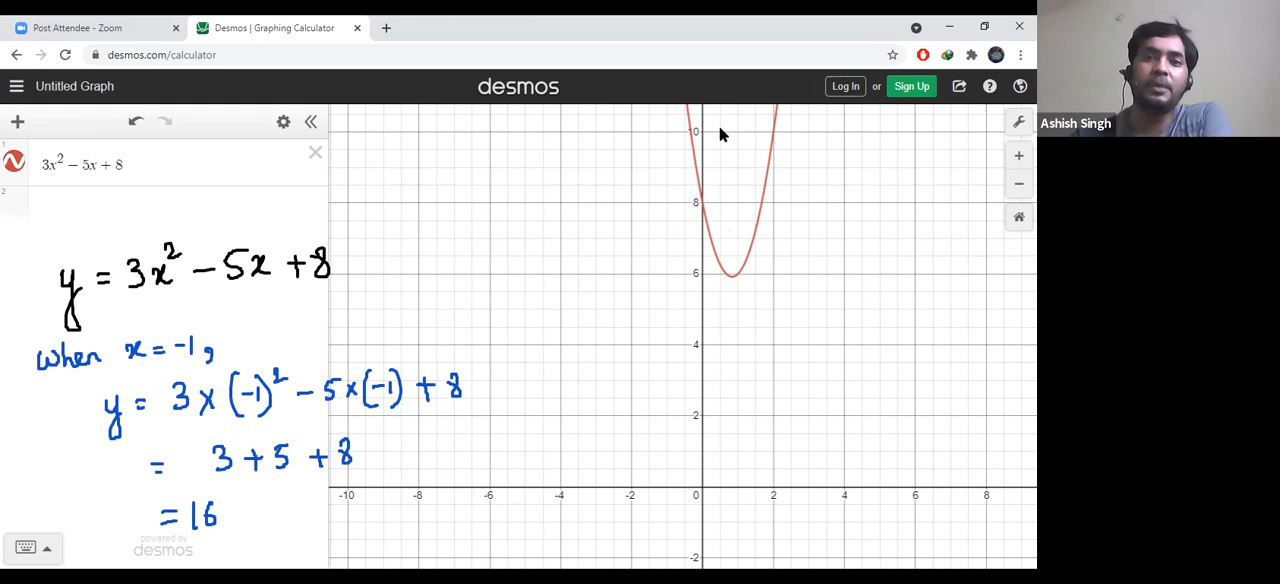 Post Attendee - Zoom
Desmos | Graphing Calculator
desmos.com/calculator
Untitled Graph
desmos
Log In or Sign Up
1
3x² − 5x + 8
2
y = 3x² − 5x + 8
when x = −1,
y = 3 × (−1)² − 5×(−1) + 8
= 3 + 5 + 8
= 16
powered by
desmos
10
8
6
4
2
-10 -8 -6 -4 -2 0 2 4 6 8
-2
Ashish Singh